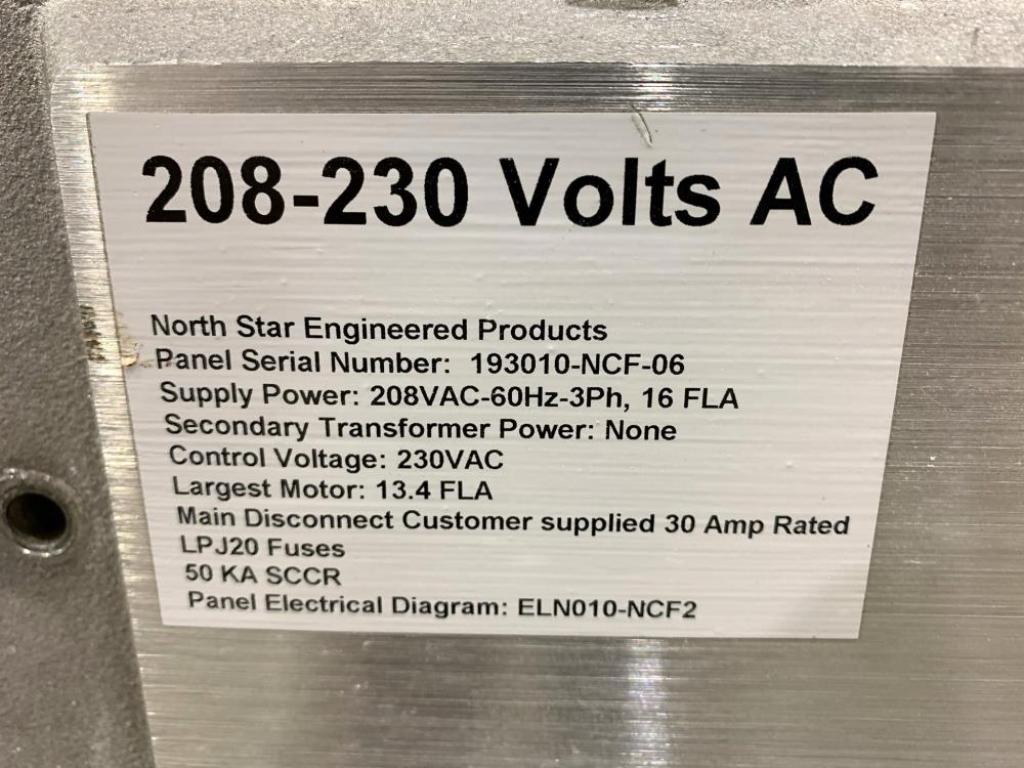 208-230 Volts AC
North Star Engineered Products
Panel Serial Number: 193010-NCF-06
Supply Power: 208VAC-60Hz-3Ph, 16 FLA
Secondary Transformer Power: None
Control Voltage: 230VAC
Largest Motor: 13.4 FLA
Main Disconnect Customer supplied 30 Amp Rated
LPJ20 Fuses
50 KA SCCR
Panel Electrical Diagram: ELN010-NCF2